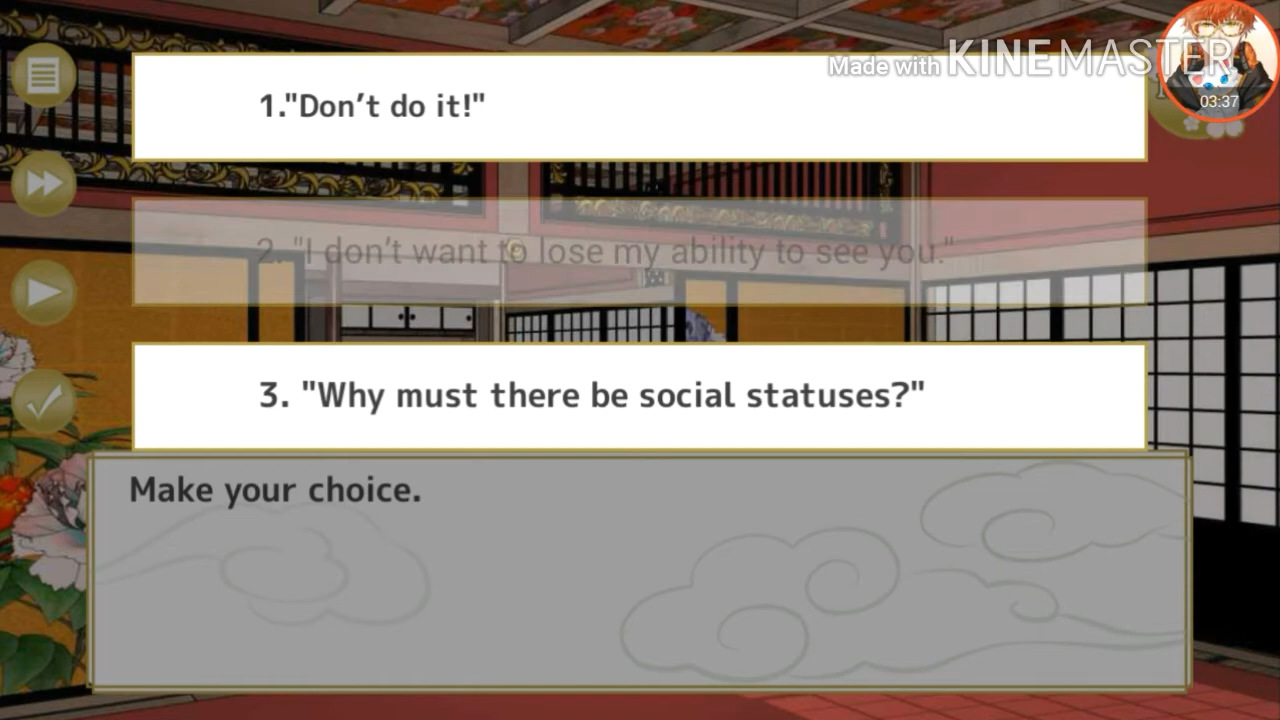 Made with KINEMASTER
03:37
1."Don’t do it!"
2. "I don't want to lose my ability to see you."
3. "Why must there be social statuses?"
Make your choice.